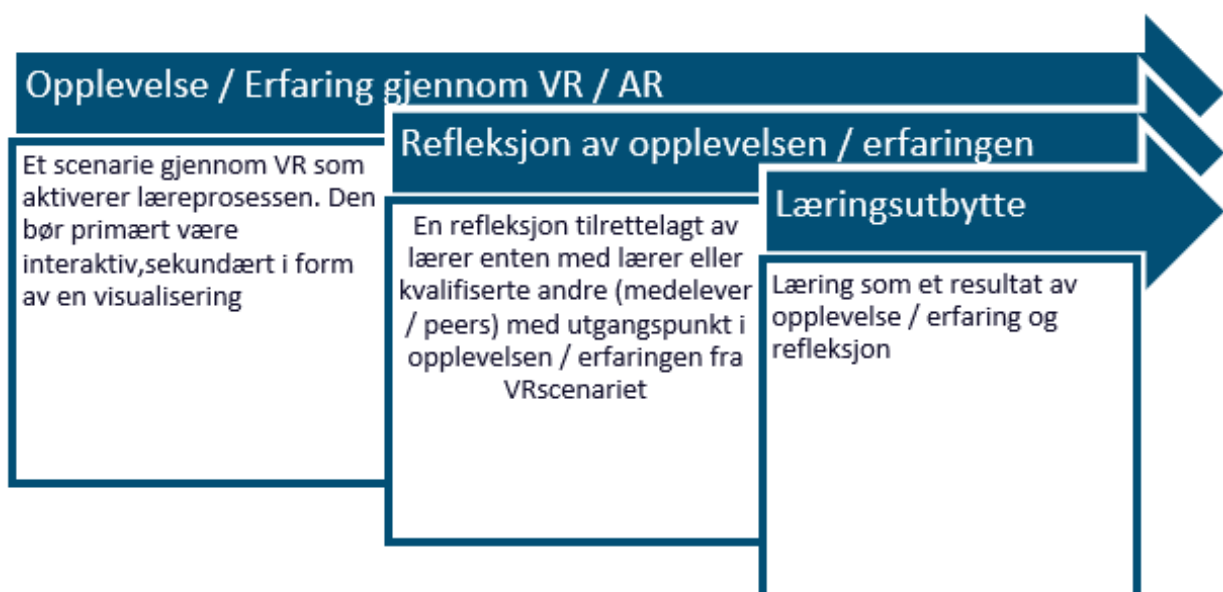 Opplevelse / Erfaring gjennom VR / AR
Et scenarie gjennom VR som
aktiverer læreprosessen. Den
bør primært være
interaktiv,sekundært i form
av en visualisering
Refleksjon av opplevelsen / erfaringen
En refleksjon tilrettelagt av
lærer enten med lærer eller
kvalifiserte andre (medelever
/ peers) med utgangspunkt i
opplevelsen / erfaringen fra
VRscenariet
Læringsutbytte
Læring som et resultat av
opplevelse / erfaring og
refleksjon